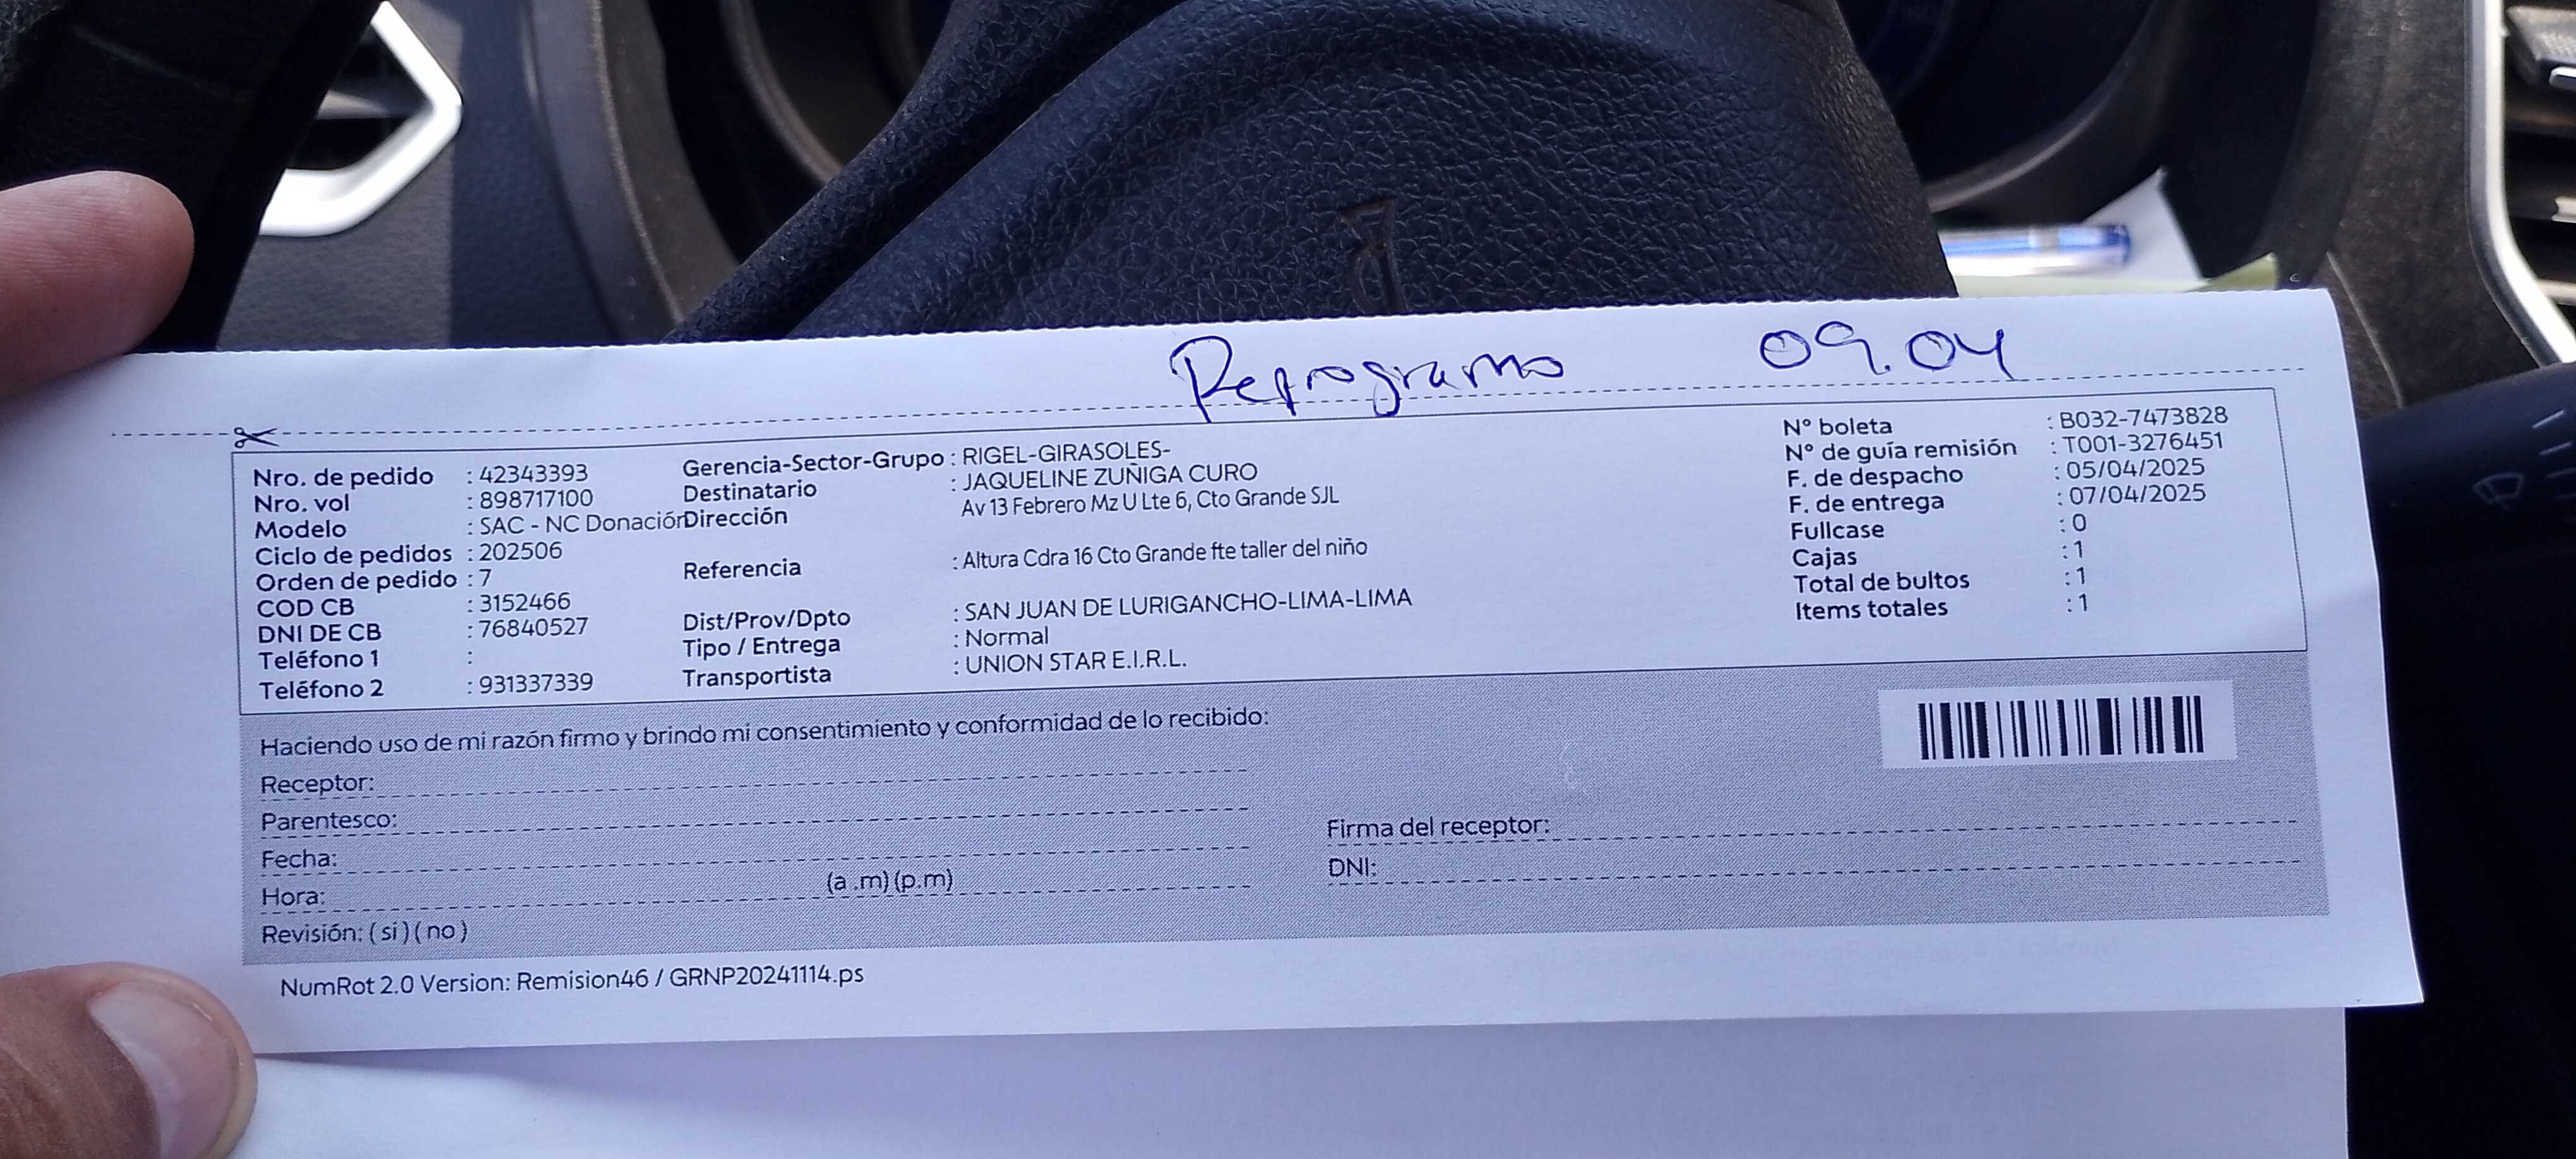 Reprogramo 09.04
Nro. de pedido : 42343393
Nro. vol : 898717100
Modelo : SAC - NC Donación
Ciclo de pedidos : 202506
Orden de pedido : 7
COD CB : 3152466
DNI DE CB : 76840527
Teléfono 1 :
Teléfono 2 : 931337339
Gerencia-Sector-Grupo : RIGEL-GIRASOLES-
Destinatario : JAQUELINE ZUÑIGA CURO
Dirección Av 13 Febrero Mz U Lte 6, Cto Grande SJL
Referencia : Altura Cdra 16 Cto Grande fte taller del niño
Dist/Prov/Dpto : SAN JUAN DE LURIGANCHO-LIMA-LIMA
Tipo / Entrega : Normal
Transportista : UNION STAR E.I.R.L.
N° boleta : B032-7473828
N° de guía remisión : T001-3276451
F. de despacho : 05/04/2025
F. de entrega : 07/04/2025
Fullcase : 0
Cajas : 1
Total de bultos : 1
Items totales : 1
Haciendo uso de mi razón firmo y brindo mi consentimiento y conformidad de lo recibido:
Receptor:
Parentesco:
Fecha:
Hora: (a .m) (p.m)
Revisión: ( si ) ( no )
Firma del receptor:
DNI:
NumRot 2.0 Version: Remision46 / GRNP20241114.ps